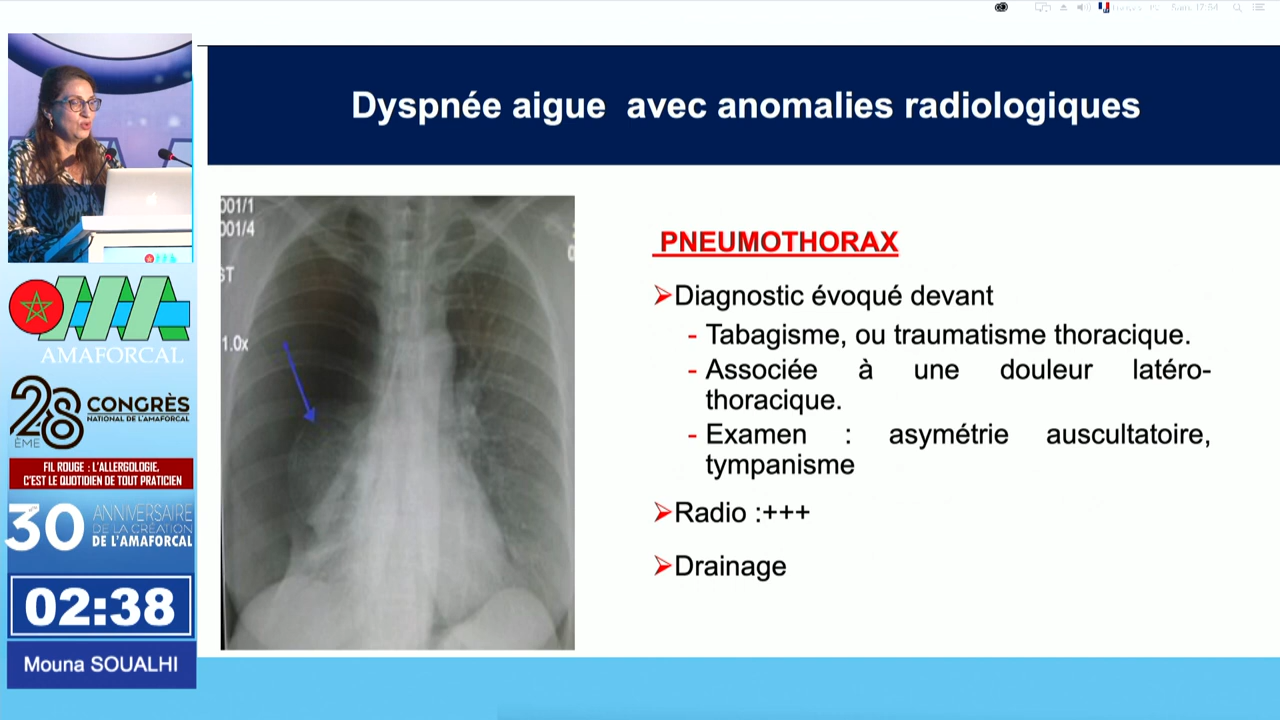 Sam. 17:54
Dyspnée aigue avec anomalies radiologiques
001/1
001/4
ST
1.0x
PNEUMOTHORAX
Diagnostic évoqué devant
- Tabagisme, ou traumatisme thoracique.
- Associée à une douleur latéro-
thoracique.
- Examen : asymétrie auscultatoire,
tympanisme
Radio :+++
Drainage
AMAFORCAL
28
ÈME
CONGRÈS
NATIONAL DE L'AMAFORCAL
FIL ROUGE : L'ALLERGOLOGIE,
C'EST LE QUOTIDIEN DE TOUT PRATICIEN
30
ANNIVERSAIRE
DE LA CRÉATION
DE L'AMAFORCAL
02:38
Mouna SOUALHI